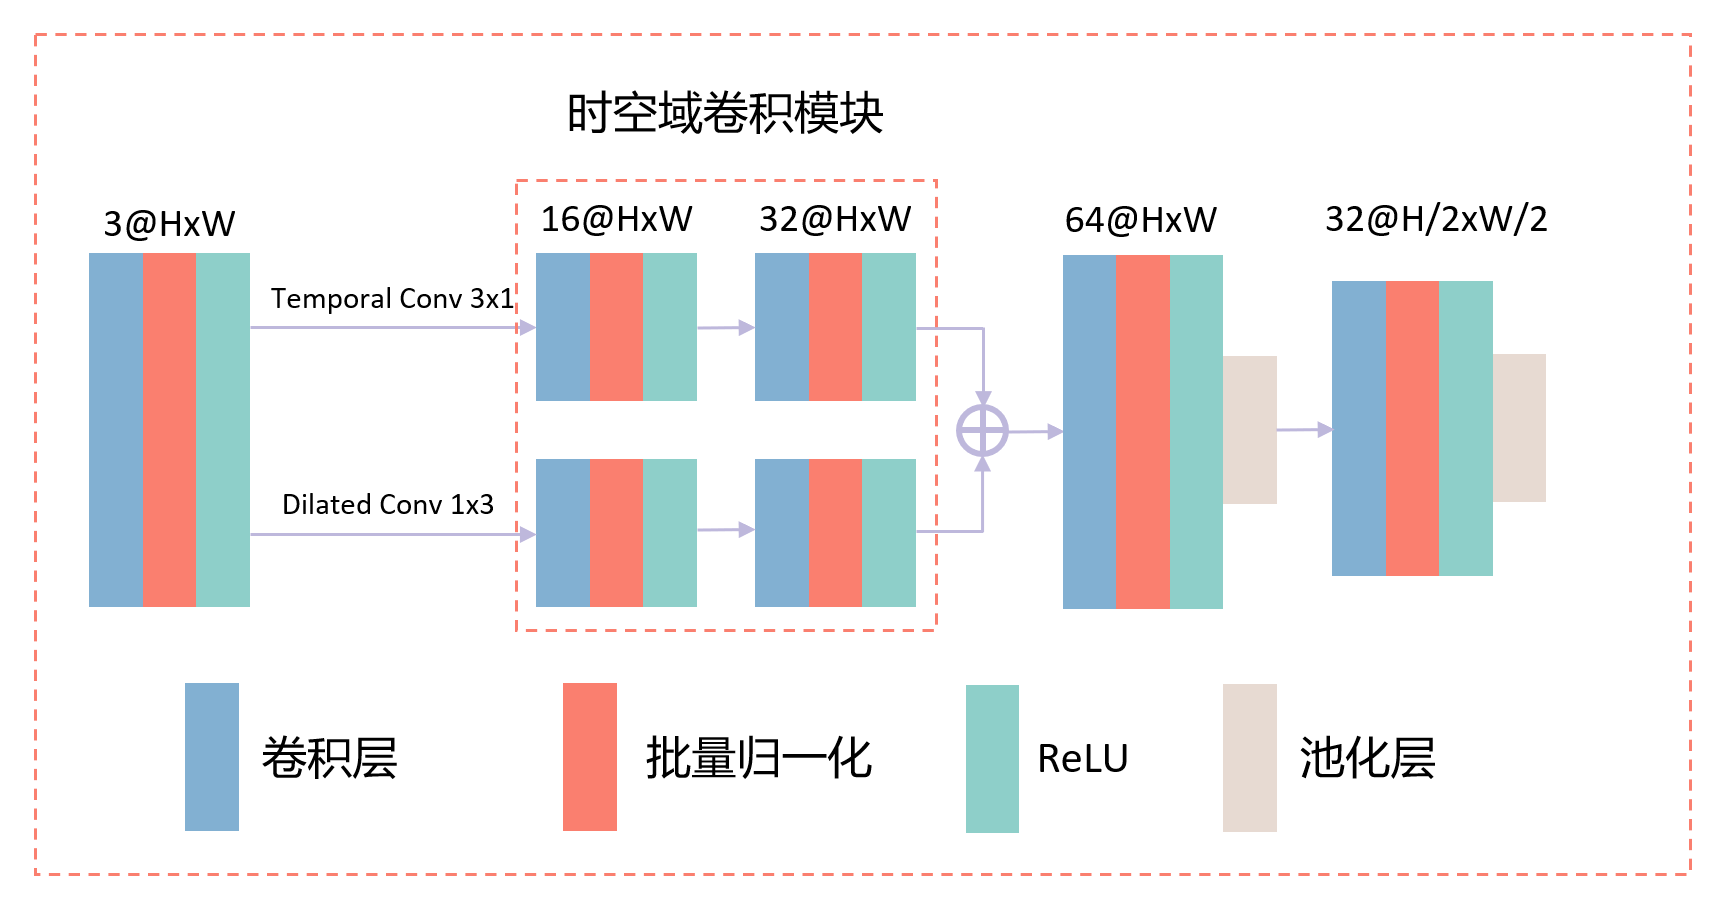 时空域卷积模块
3@HxW
16@HxW
32@HxW
64@HxW
32@H/2xW/2
Temporal Conv 3x1
Dilated Conv 1x3
卷积层
批量归一化
ReLU
池化层